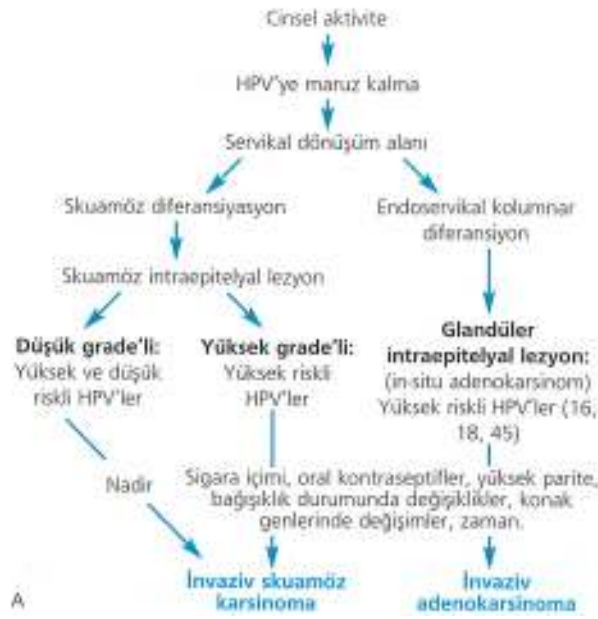 Cinsel aktivite
HPV'ye maruz kalma
Servikal dönüşüm alanı
Skuamöz diferansiyasyon
Endoservikal kolumnar
diferansiyon
Skuamöz intraepitelyal lezyon
Düşük grade'li:
Yüksek ve düşük
riskli HPV'ler
Yüksek grade'li:
Yüksek riskli
HPV'ler
Glandüler
intraepitelyal lezyon:
(in-situ adenokarsinom)
Yüksek riskli HPV'ler (16,
18, 45)
Nadir
Sigara içimi, oral kontraseptifler, yüksek parite,
bağışıklık durumunda değişiklikler, konak
genlerinde değişimler, zaman.
İnvaziv skuamöz
karsinoma
İnvaziv
adenokarsinoma
A